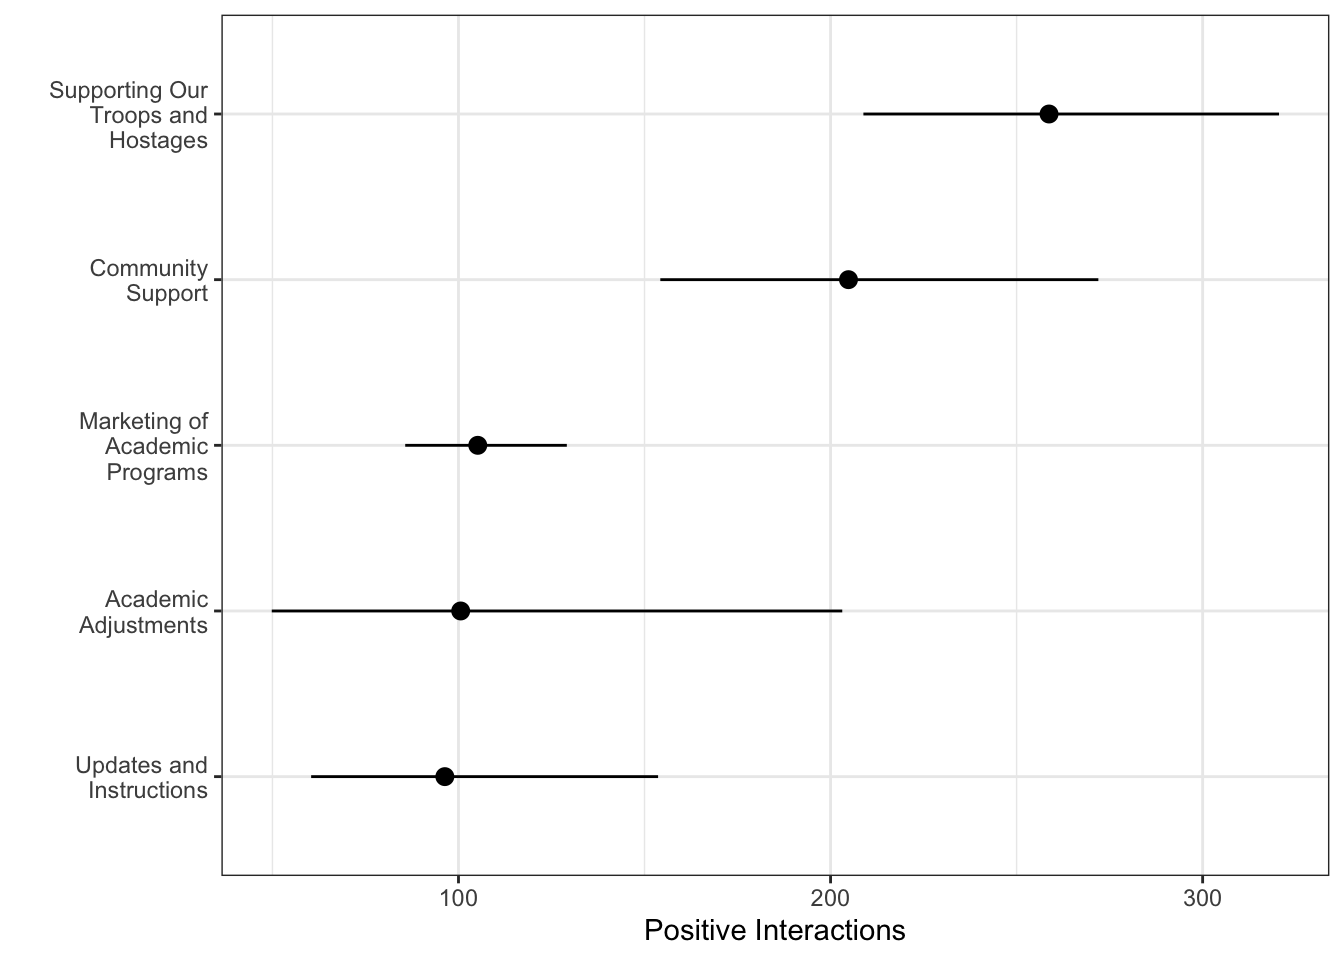 Supporting Our
Troops and
Hostages
Community
Support
Marketing of
Academic
Programs
Academic
Adjustments
Updates and
Instructions
100
200
300
Positive Interactions